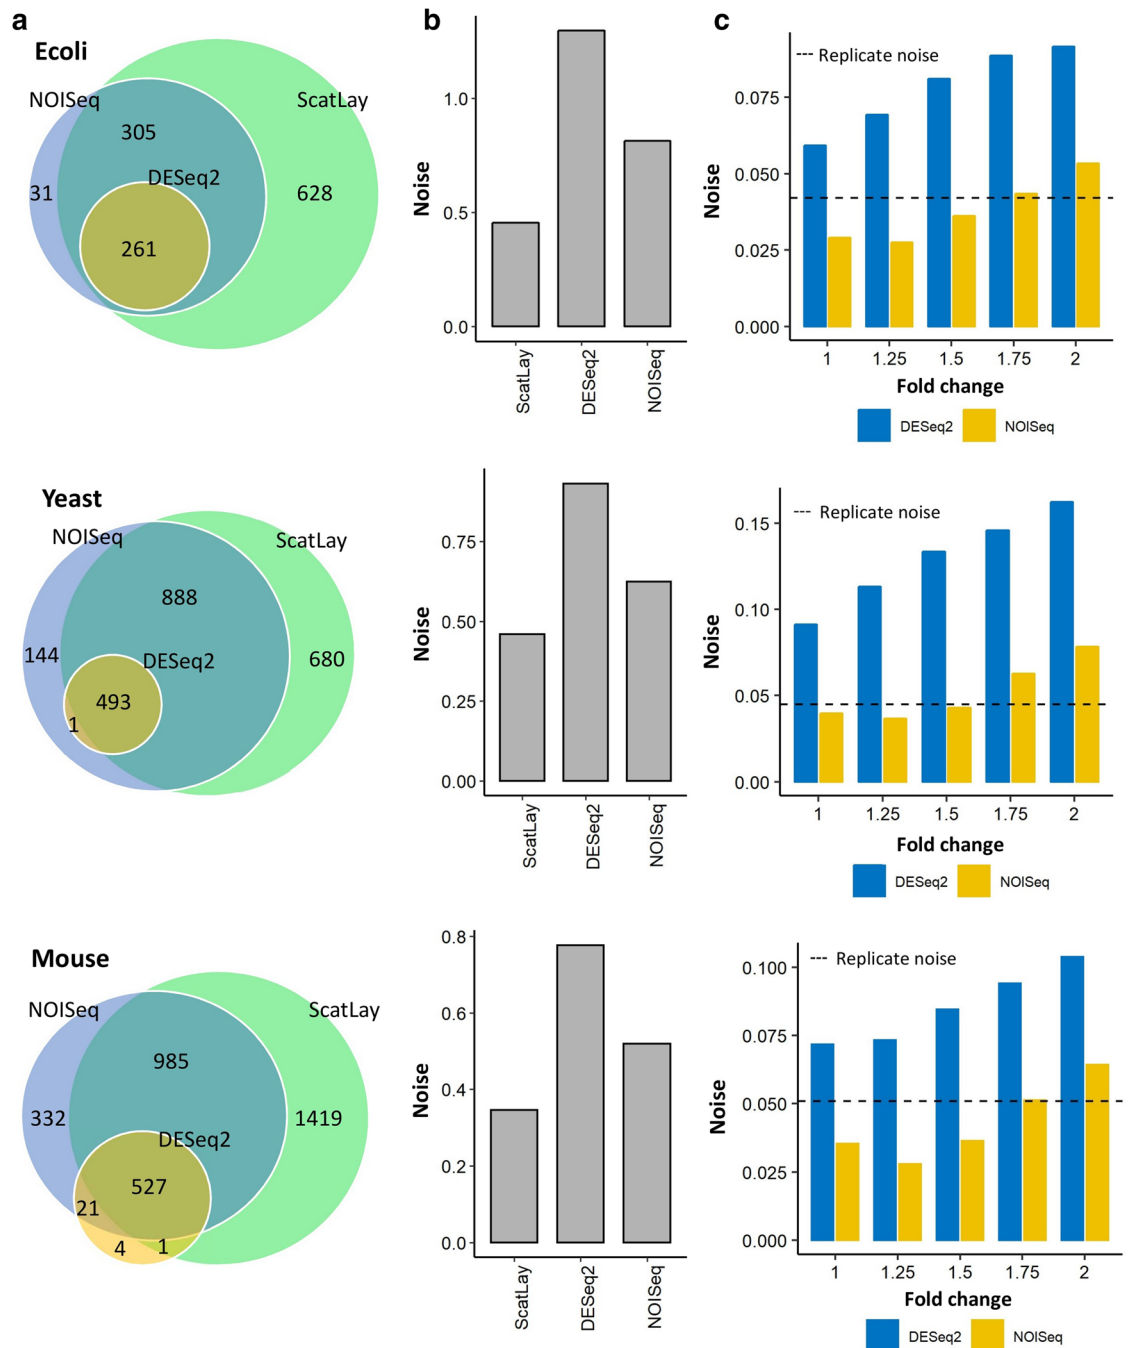 a
b
c
Ecoli
NOISeq
ScatLay
305
DESeq2
31
628
261
Noise
1.0
0.5
0.0
ScatLay
DESeq2
NOISeq
--- Replicate noise
Noise
0.075
0.050
0.025
0.000
1 1.25 1.5 1.75 2
Fold change
DESeq2 NOISeq
Yeast
NOISeq
ScatLay
888
DESeq2
144
680
493
1
Noise
0.75
0.50
0.25
0.00
ScatLay
DESeq2
NOISeq
--- Replicate noise
Noise
0.15
0.10
0.05
0.00
1 1.25 1.5 1.75 2
Fold change
DESeq2 NOISeq
Mouse
NOISeq
ScatLay
985
332
1419
DESeq2
527
21
4
1
Noise
0.8
0.6
0.4
0.2
0.0
ScatLay
DESeq2
NOISeq
--- Replicate noise
Noise
0.100
0.075
0.050
0.025
0.000
1 1.25 1.5 1.75 2
Fold change
DESeq2 NOISeq